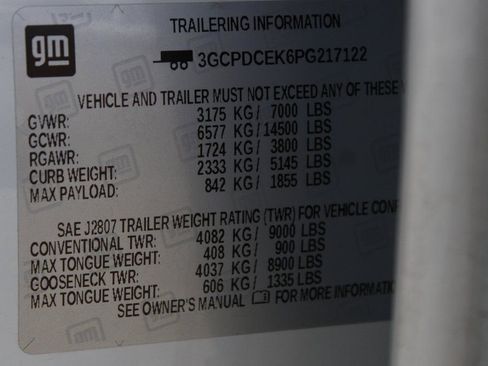 gm
TRAILERING INFORMATION
3GCPDCEK6PG217122
VEHICLE AND TRAILER MUST NOT EXCEED ANY OF THESE
GVWR: 3175 KG/ 7000 LBS
GCWR: 6577 KG/ 14500 LBS
RGAWR: 1724 KG/ 3800 LBS
CURB WEIGHT: 2333 KG/ 5145 LBS
MAX PAYLOAD: 842 KG/ 1855 LBS
SAE J2807 TRAILER WEIGHT RATING (TWR) FOR VEHICLE
CONVENTIONAL TWR: 4082 KG/ 9000 LBS
MAX TONGUE WEIGHT: 408 KG/ 900 LBS
GOOSENECK TWR: 4037 KG/ 8900 LBS
MAX TONGUE WEIGHT: 606 KG/ 1335 LBS
SEE OWNER'S MANUAL FOR MORE